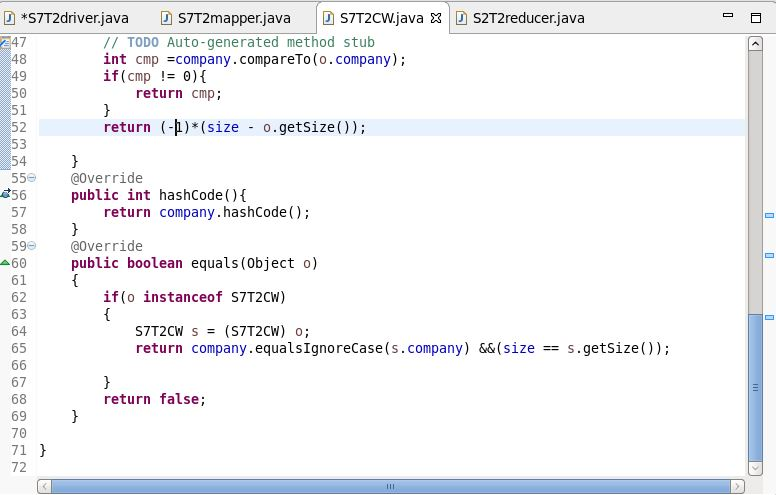 *S7T2driver.java S7T2mapper.java S7T2CW.java S2T2reducer.java
47 // TODO Auto-generated method stub
48 int cmp =company.compareTo(o.company);
49 if(cmp != 0){
50 return cmp;
51 }
52 return (-1)*(size - o.getSize());
53
54 }
55 @Override
56 public int hashCode(){
57 return company.hashCode();
58 }
59 @Override
60 public boolean equals(Object o)
61 {
62 if(o instanceof S7T2CW)
63 {
64 S7T2CW s = (S7T2CW) o;
65 return company.equalsIgnoreCase(s.company) &&(size == s.getSize());
66
67 }
68 return false;
69 }
70
71 }
72